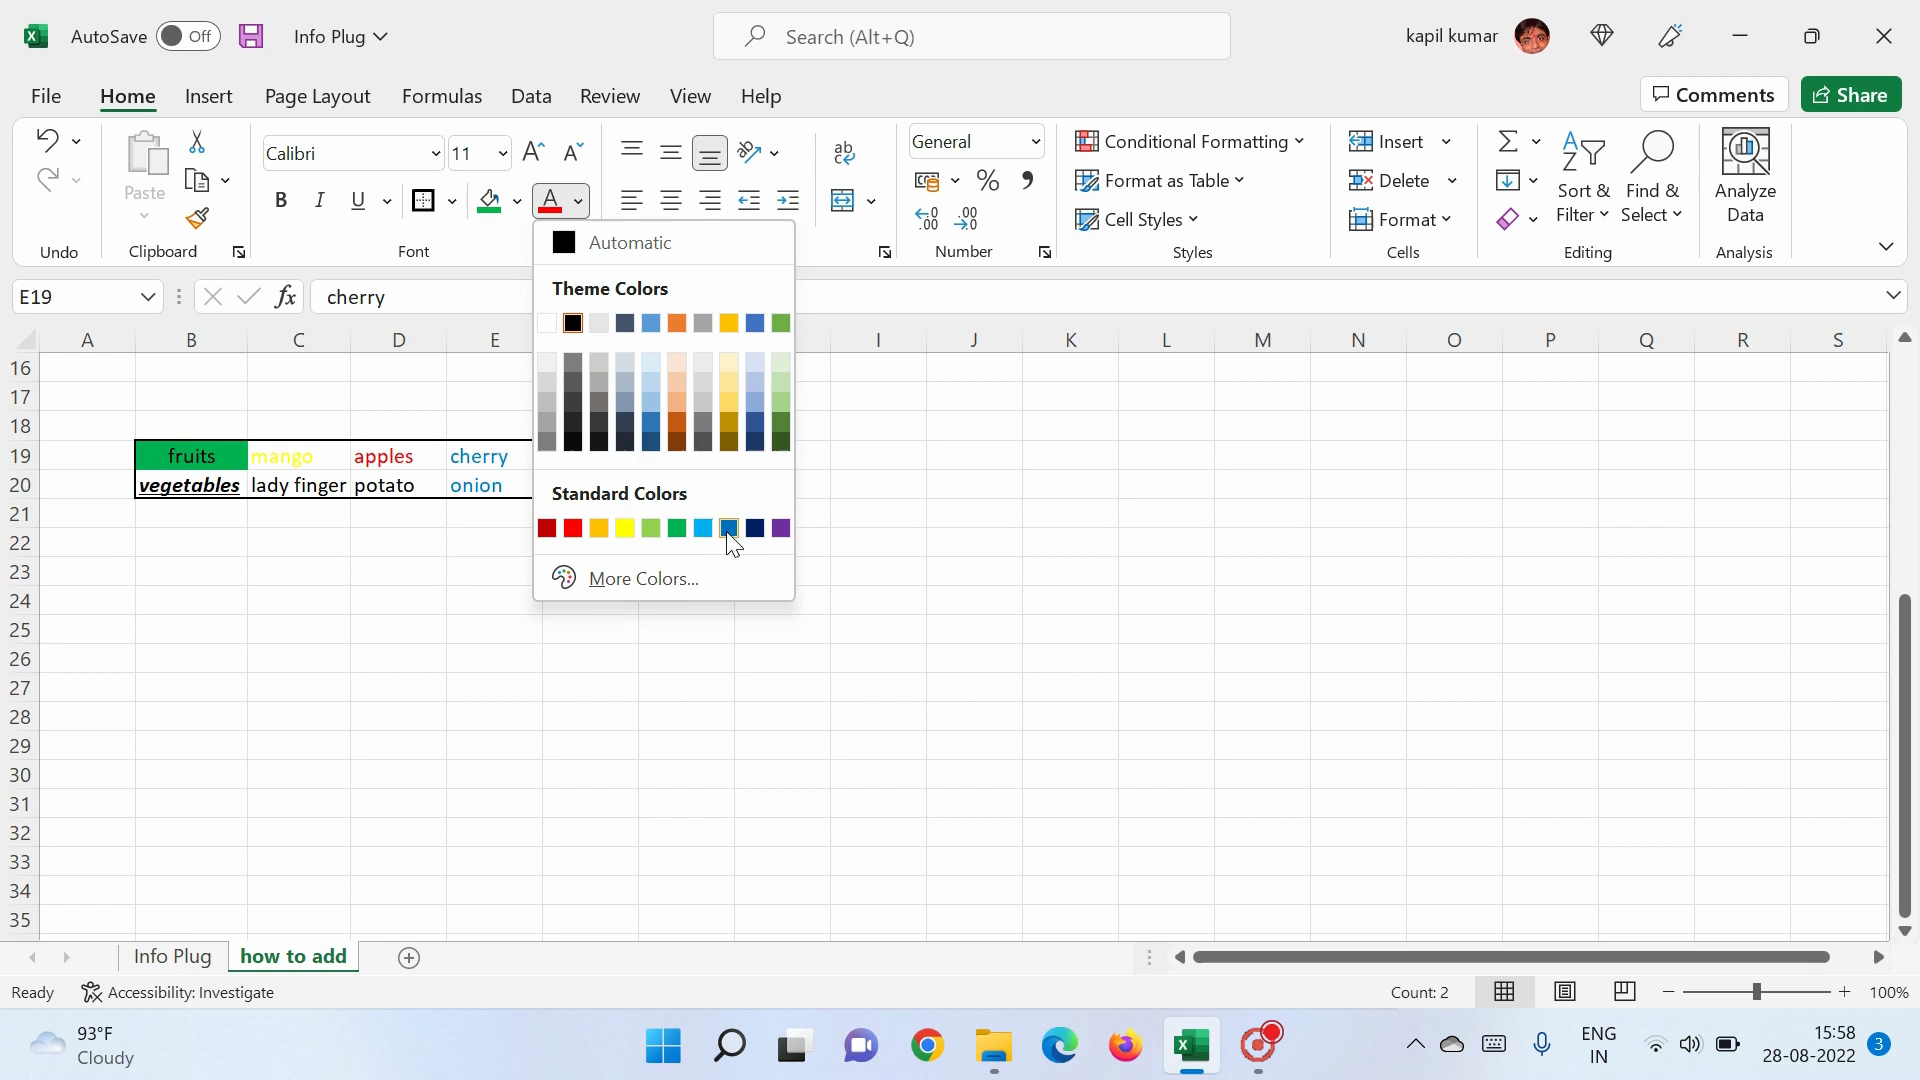 AutoSave Off Info Plug Search (Alt+Q) kapil kumar
File Home Insert Page Layout Formulas Data Review View Help Comments Share
Paste
Calibri 11
B I U A
ab
General
% ,
.00 .00
Conditional Formatting
Format as Table
Cell Styles
Insert
Delete
Format
Sort & Filter
Find & Select
Analyze Data
Undo Clipboard Font Number Styles Cells Editing Analysis
Automatic
E19 fx cherry
Theme Colors
A B C D E I J K L M N O P Q R S
16
17
18
19 fruits mango apples cherry
20 vegetables lady finger potato onion
Standard Colors
21
22
23
More Colors...
24
25
26
27
28
29
30
31
32
33
34
35
Info Plug how to add
Ready Accessibility: Investigate Count: 2 100%
93°F
Cloudy
ENG
IN
15:58
28-08-2022
3